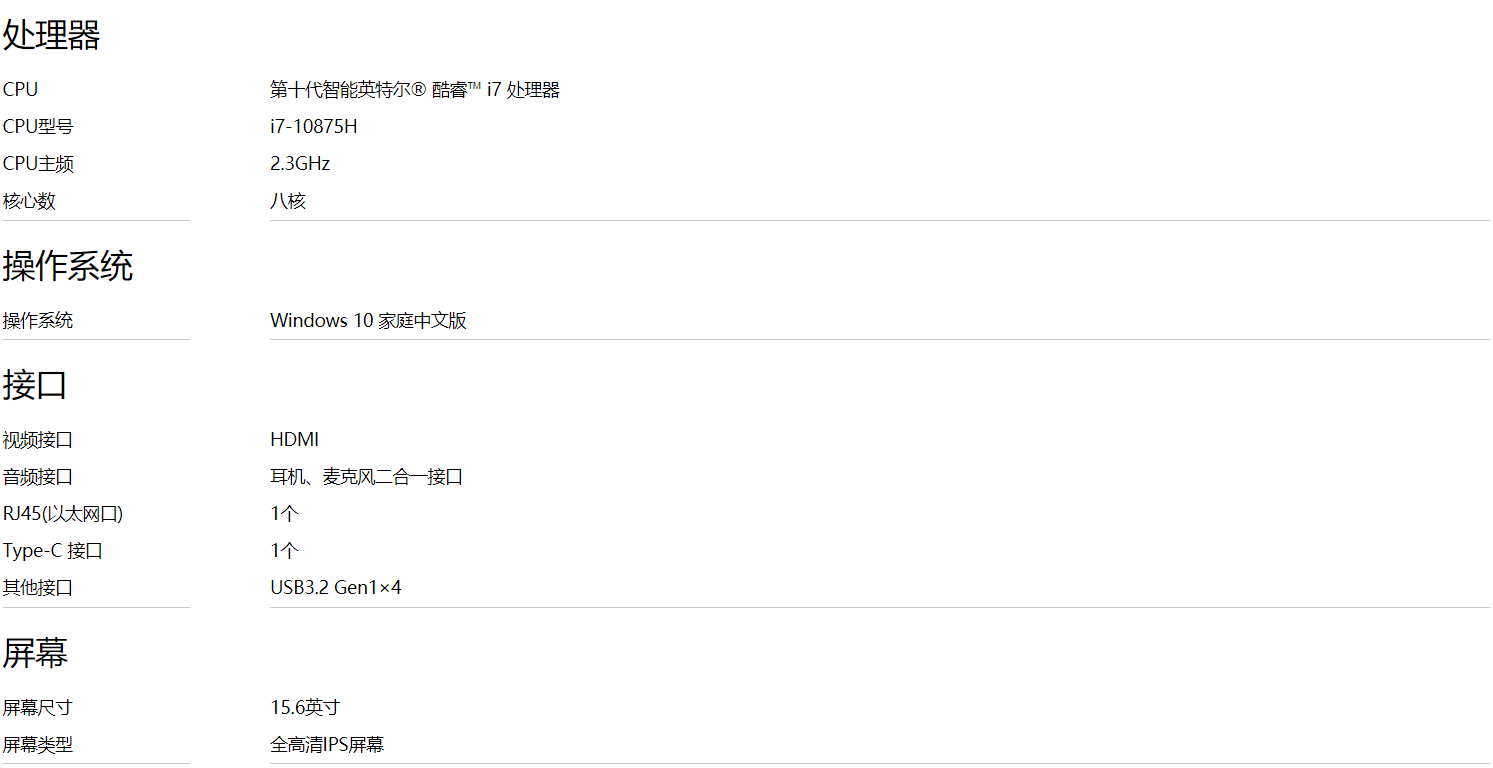 处理器
CPU 第十代智能英特尔® 酷睿™ i7 处理器
CPU型号 i7-10875H
CPU主频 2.3GHz
核心数 八核
操作系统
操作系统 Windows 10 家庭中文版
接口
视频接口 HDMI
音频接口 耳机、麦克风二合一接口
RJ45(以太网口) 1个
Type-C 接口 1个
其他接口 USB3.2 Gen1×4
屏幕
屏幕尺寸 15.6英寸
屏幕类型 全高清IPS屏幕